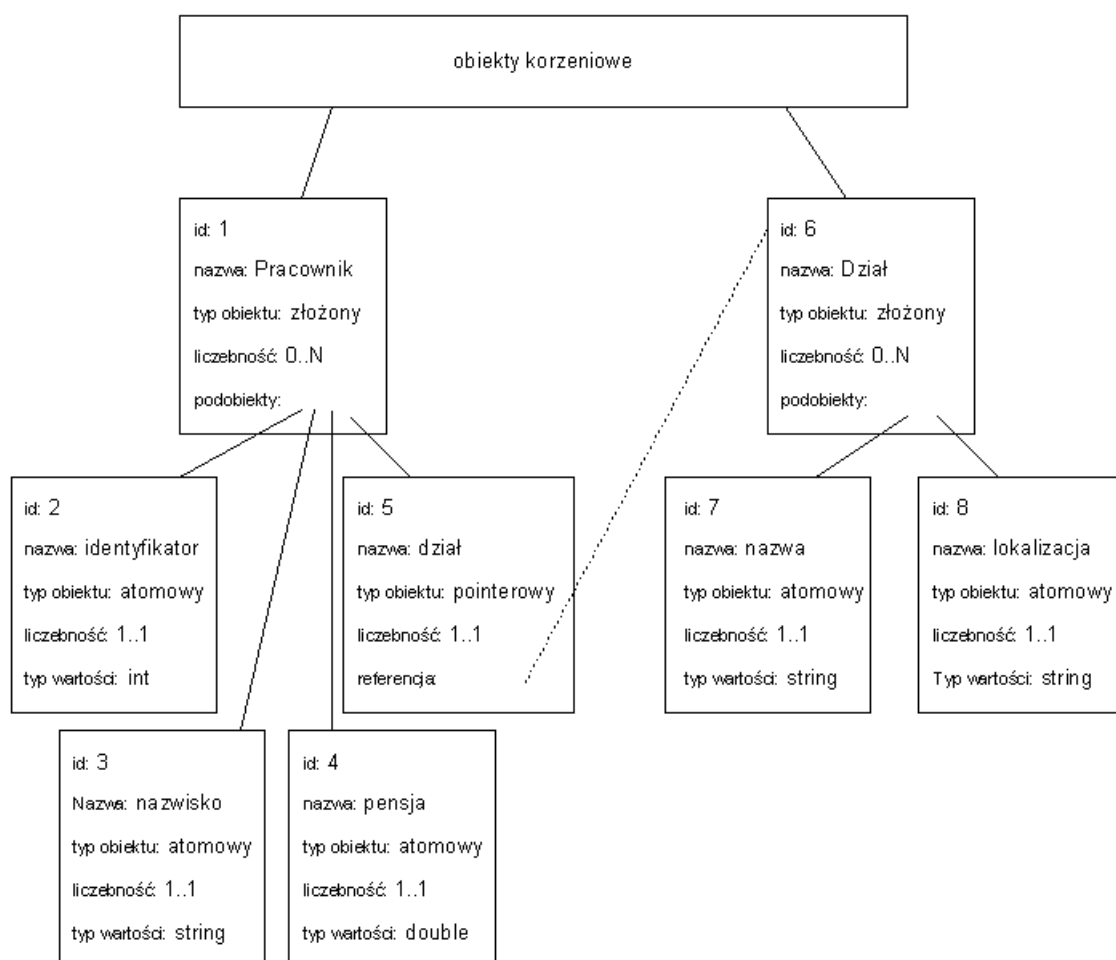 obiekty korzeniowe
id: 1
nazwa: Pracownik
typ obiektu: złożony
liczebność: 0..N
podobiekty:
id: 6
nazwa: Dział
typ obiektu: złożony
liczebność: 0..N
podobiekty:
id: 2
nazwa: identyfikator
typ obiektu: atomowy
liczebność: 1..1
typ wartości: int
id: 5
nazwa: dział
typ obiektu: pointerowy
liczebność: 1..1
referencja:
id: 7
nazwa: nazwa
typ obiektu: atomowy
liczebność: 1..1
typ wartości: string
id: 8
nazwa: lokalizacja
typ obiektu: atomowy
liczebność: 1..1
Typ wartości: string
id: 3
Nazwa: nazwisko
typ obiektu: atomowy
liczebność: 1..1
typ wartości: string
id: 4
nazwa: pensja
typ obiektu: atomowy
liczebność: 1..1
typ wartości: double